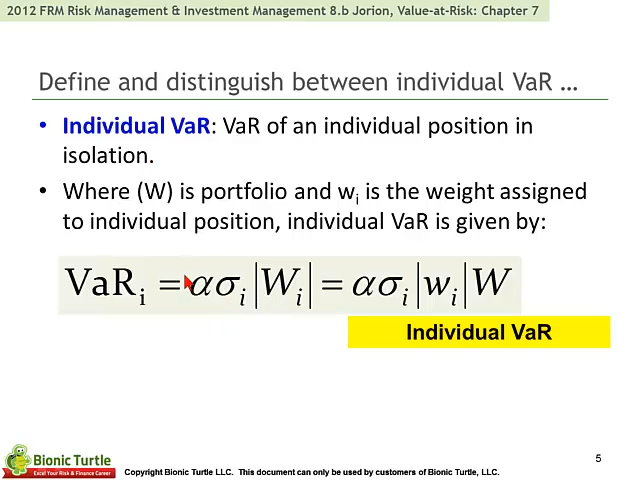 2012 FRM Risk Management & Investment Management 8.b Jorion, Value-at-Risk: Chapter 7
Define and distinguish between individual VaR …
• Individual VaR: VaR of an individual position in
isolation.
• Where (W) is portfolio and wᵢ is the weight assigned
to individual position, individual VaR is given by:
VaRᵢ = ασᵢ|Wᵢ| = ασᵢ|wᵢ|W
Individual VaR
5
Bionic Turtle
Excel Your Risk & Finance Career
Copyright Bionic Turtle LLC. This document can only be used by customers of Bionic Turtle, LLC.